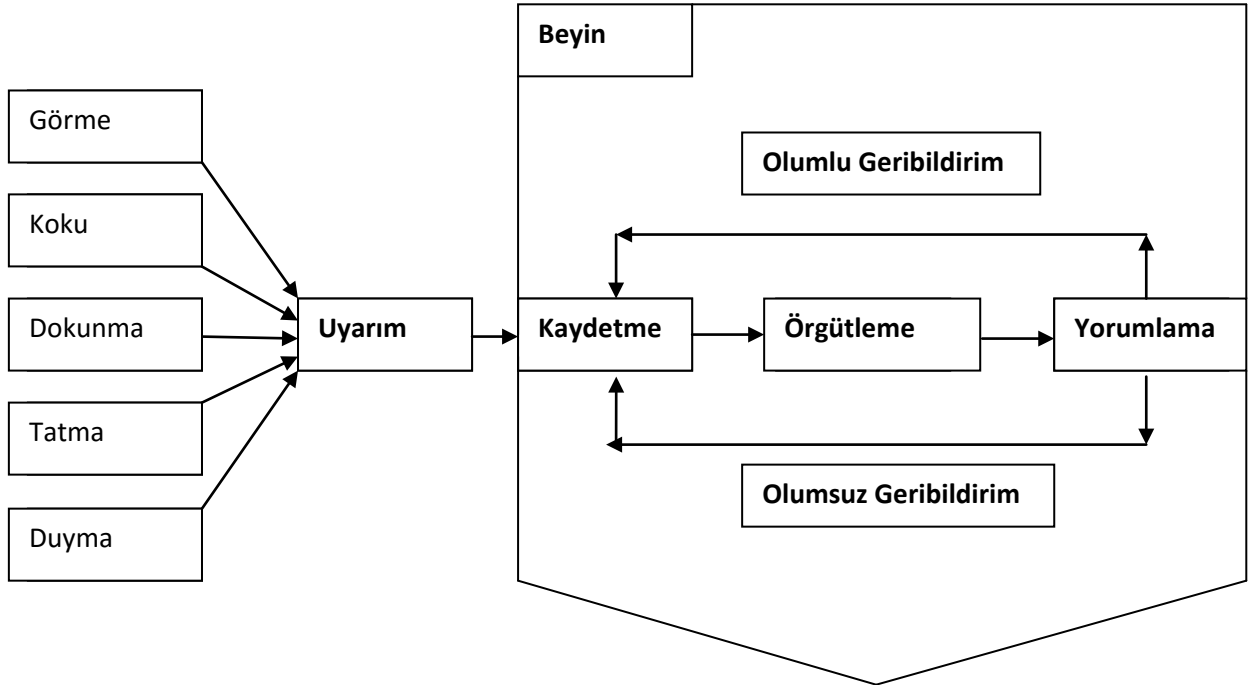 Beyin
Görme
Olumlu Geribildirim
Koku
Dokunma
Uyarım
Kaydetme
Örgütleme
Yorumlama
Tatma
Olumsuz Geribildirim
Duyma